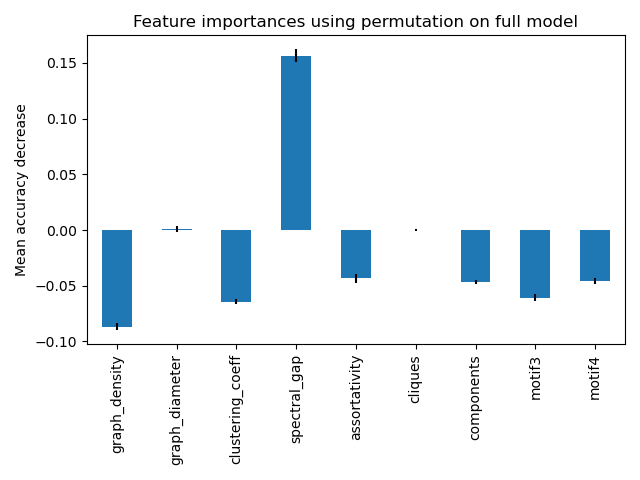 Feature importances using permutation on full model
Mean accuracy decrease
0.15
0.10
0.05
0.00
−0.05
−0.10
graph_density
graph_diameter
clustering_coeff
spectral_gap
assortativity
cliques
components
motif3
motif4